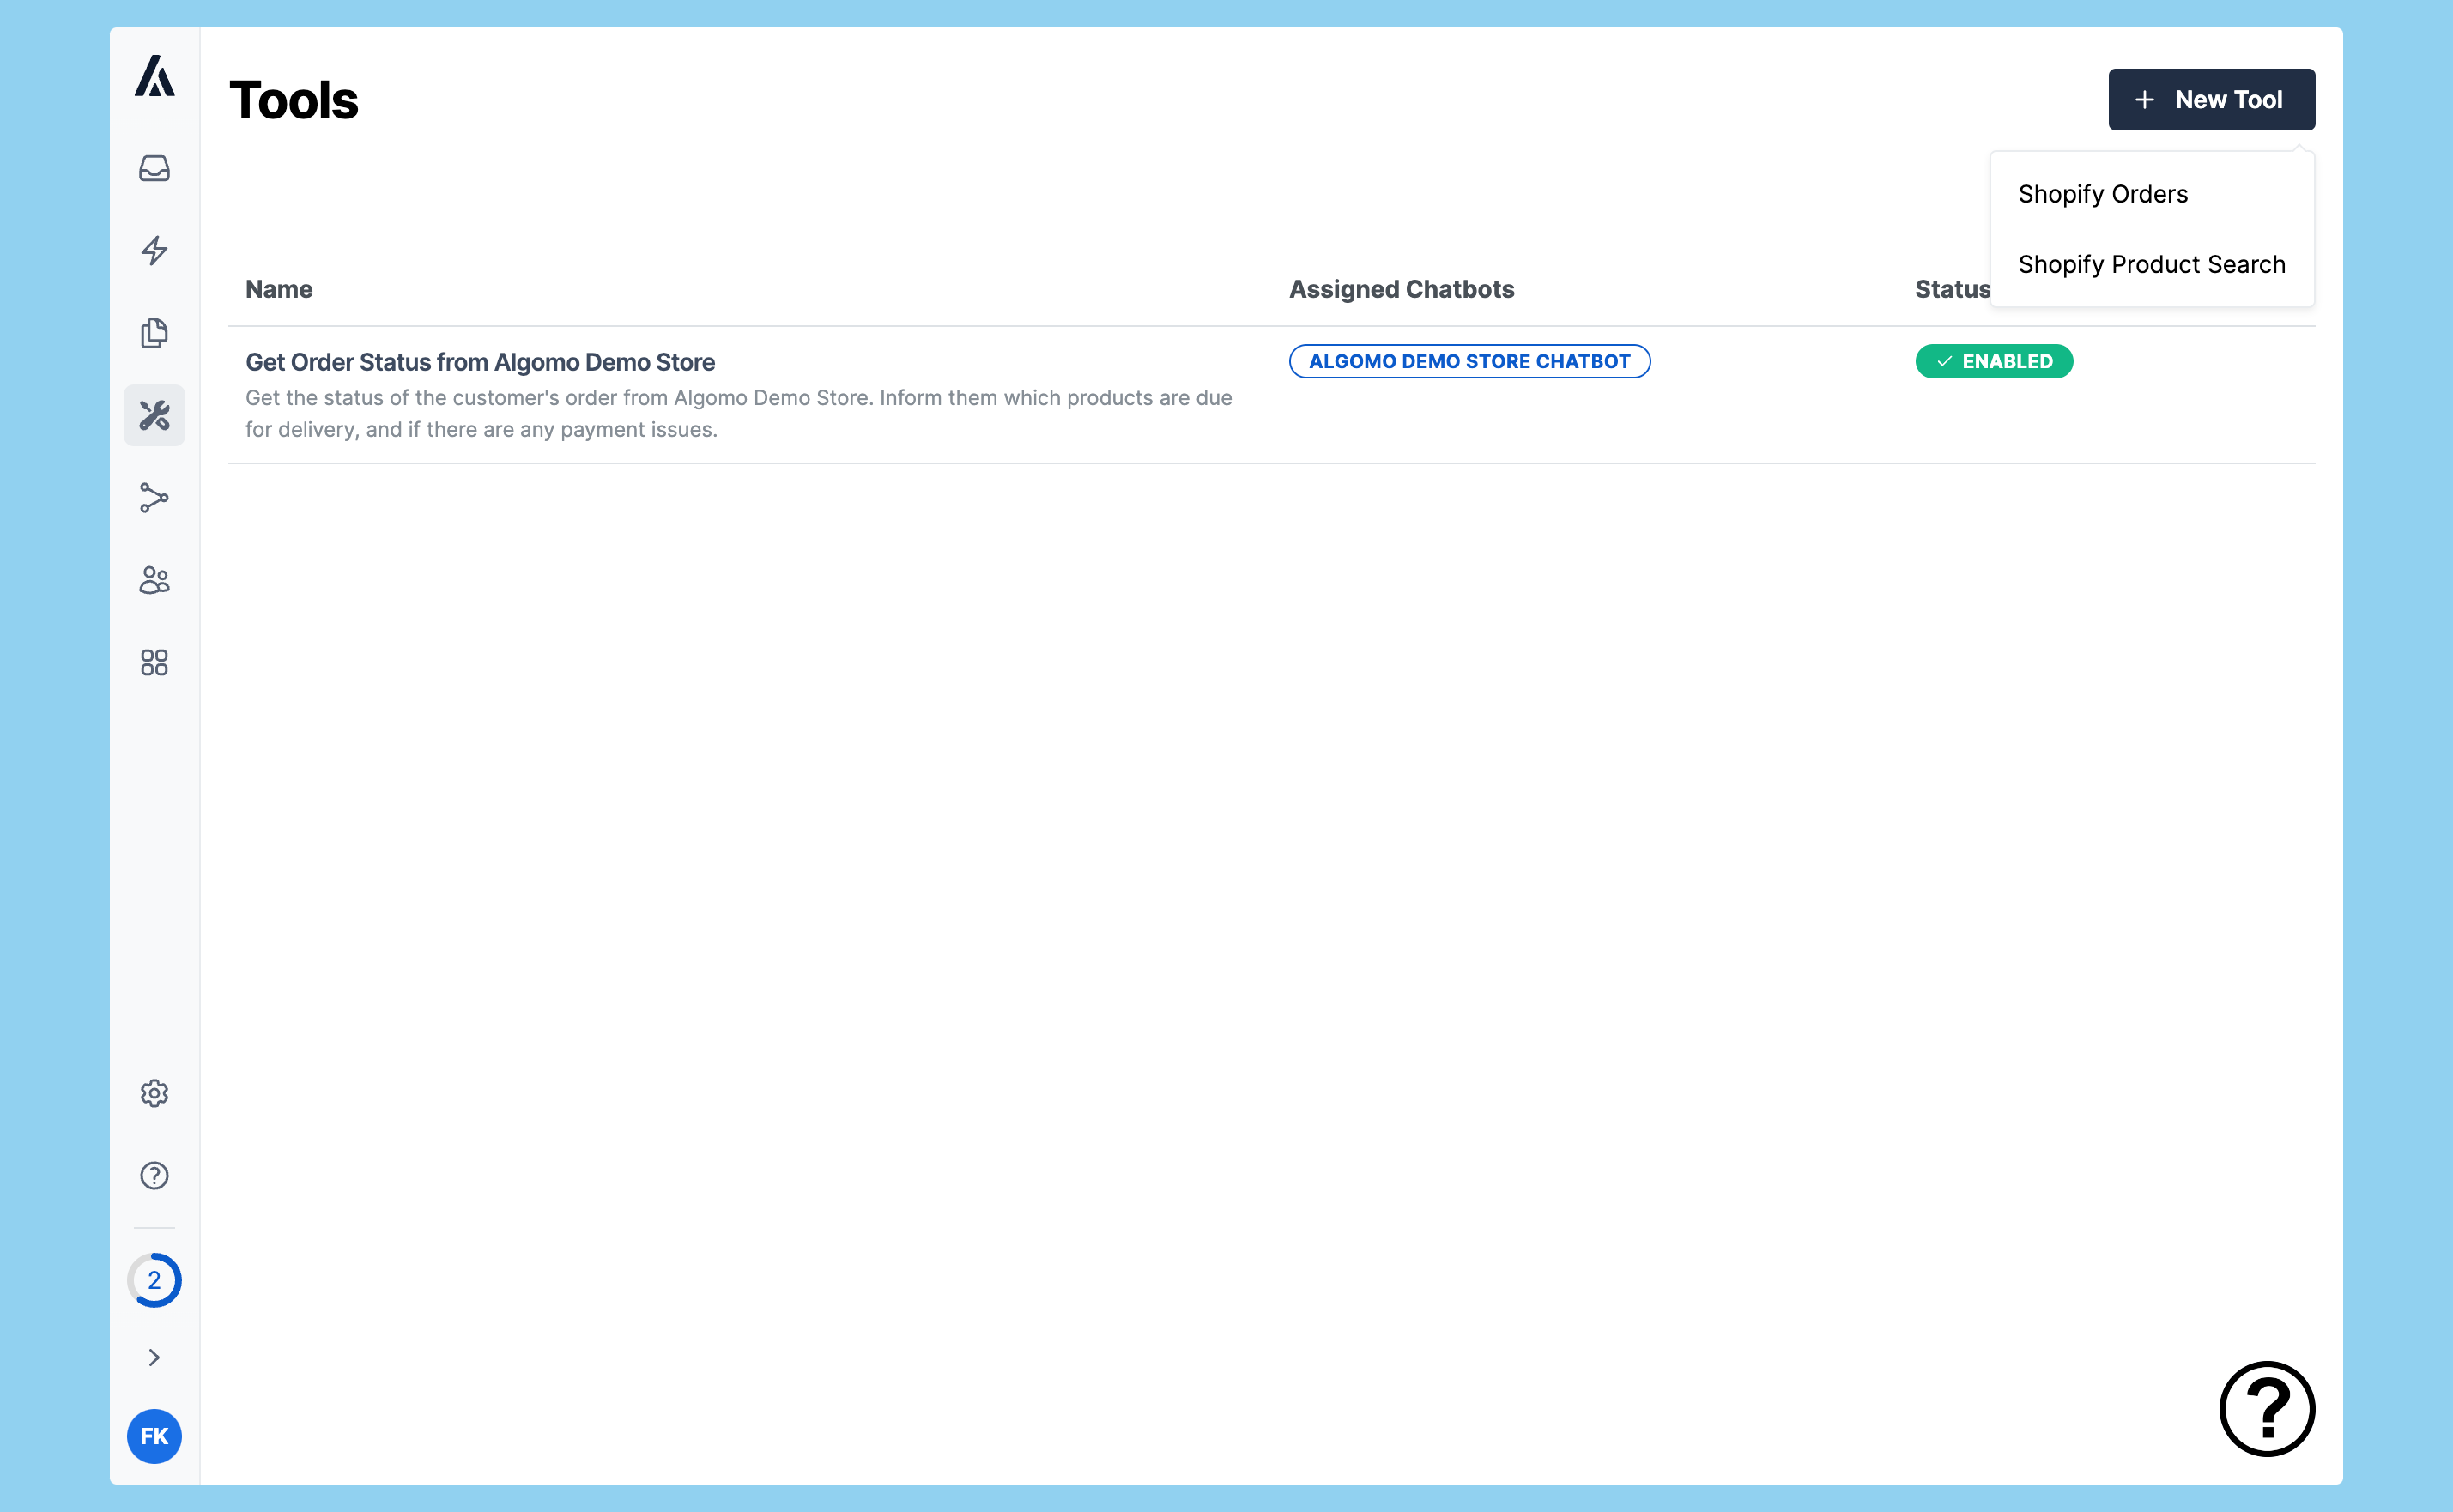 Tools
+ New Tool
Shopify Orders
Shopify Product Search
Name
Assigned Chatbots
Status
Get Order Status from Algomo Demo Store
ALGOMO DEMO STORE CHATBOT
ENABLED
Get the status of the customer's order from Algomo Demo Store. Inform them which products are due
for delivery, and if there are any payment issues.
?
2
FK
?